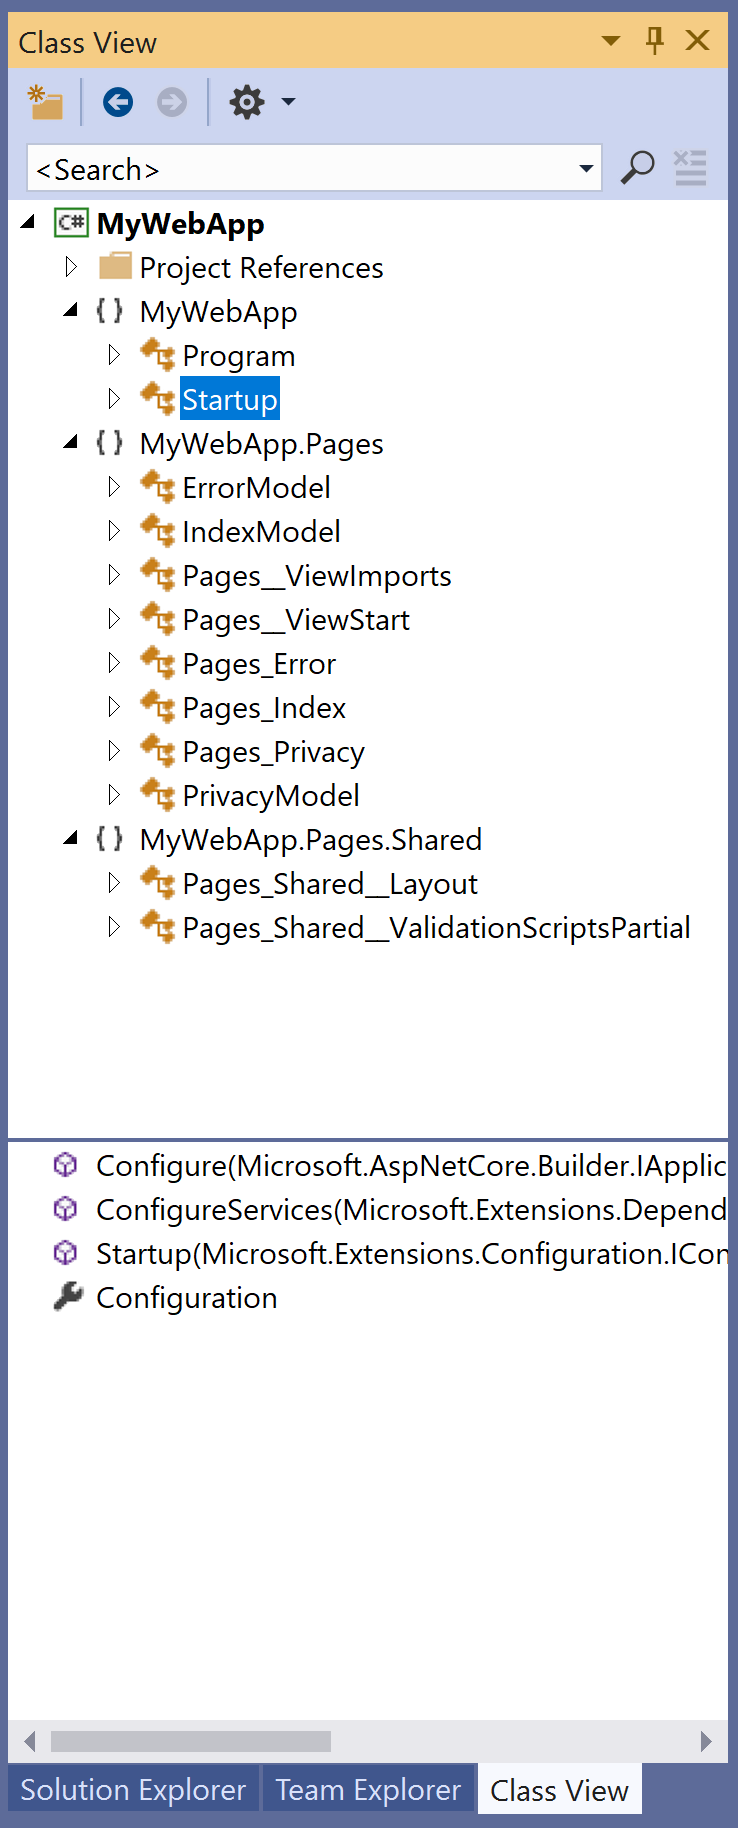 Class View
<Search>
C# MyWebApp
Project References
{ } MyWebApp
Program
Startup
{ } MyWebApp.Pages
ErrorModel
IndexModel
Pages__ViewImports
Pages__ViewStart
Pages_Error
Pages_Index
Pages_Privacy
PrivacyModel
{ } MyWebApp.Pages.Shared
Pages_Shared__Layout
Pages_Shared__ValidationScriptsPartial
Configure(Microsoft.AspNetCore.Builder.IApplic
ConfigureServices(Microsoft.Extensions.Depend
Startup(Microsoft.Extensions.Configuration.ICon
Configuration
Solution Explorer Team Explorer Class View